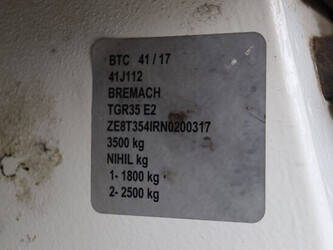 BTC 41/17
41J112
BREMACH
TGR35 E2
ZE8T354IRN0200317
3500 kg
NIHIL kg
1- 1800 kg
2- 2500 kg